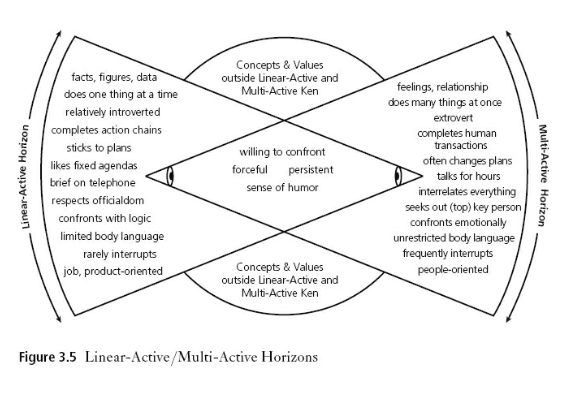 Concepts & Values
outside Linear-Active and
Multi-Active Ken
Linear-Active Horizon
facts, figures, data
does one thing at a time
relatively introverted
completes action chains
sticks to plans
likes fixed agendas
brief on telephone
respects officialdom
confronts with logic
limited body language
rarely interrupts
job, product-oriented
willing to confront
forceful persistent
sense of humor
feelings, relationship
does many things at once
extrovert
completes human
transactions
often changes plans
talks for hours
interrelates everything
seeks out (top) key person
confronts emotionally
unrestricted body language
frequently interrupts
people-oriented
Multi-Active Horizon
Concepts & Values
outside Linear-Active and
Multi-Active Ken
Figure 3.5 Linear-Active/Multi-Active Horizons